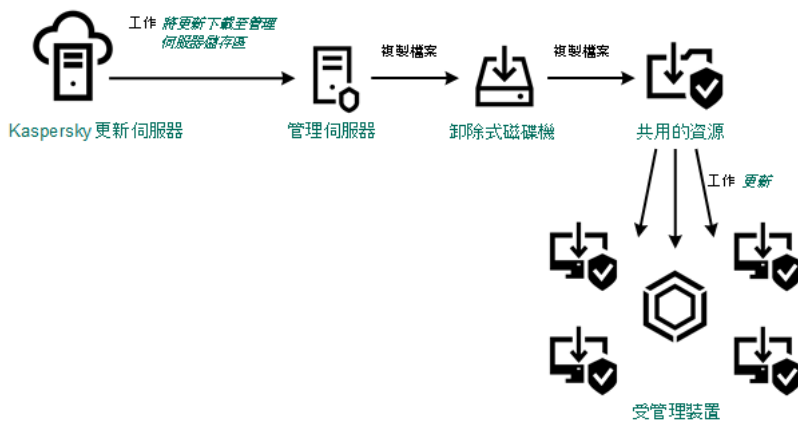 工作 將更新下載至管理
伺服器儲存區
複製檔案
複製檔案
Kaspersky 更新伺服器
管理伺服器
卸除式磁碟機
共用的資源
工作 更新
受管理裝置